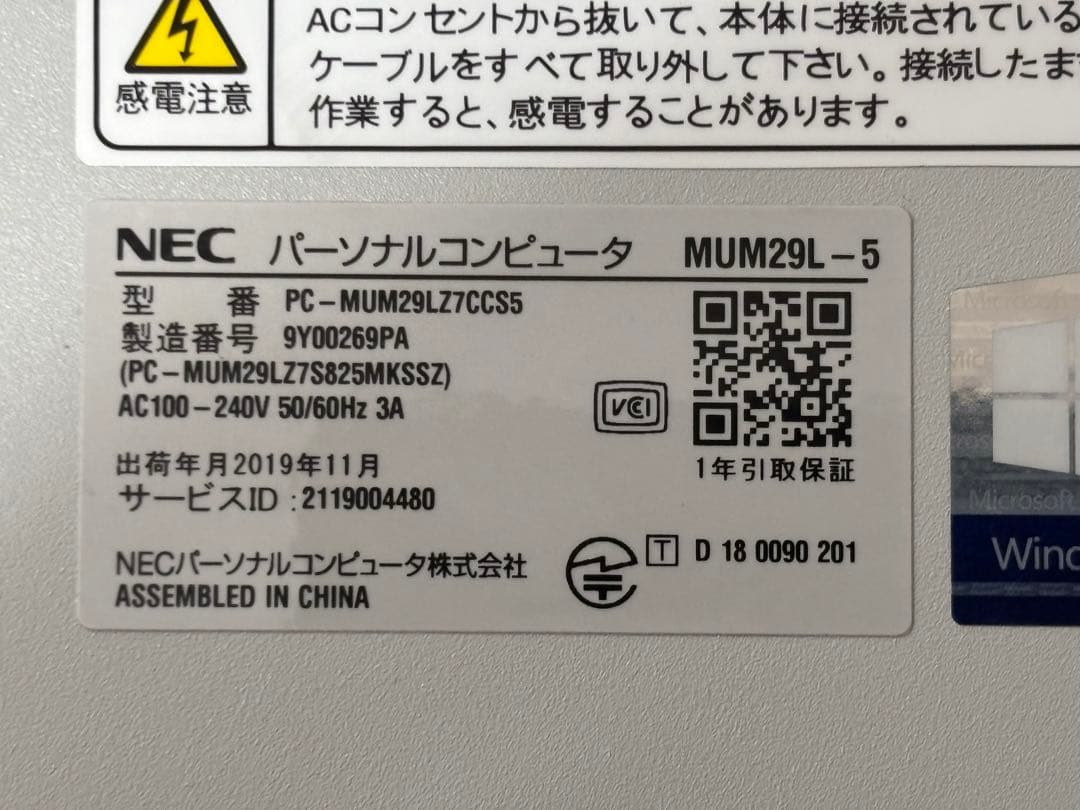 ACコンセントから抜いて、本体に接続されている
ケーブルをすべて取り外して下さい。接続したまま
作業すると、感電することがあります。
感電注意
NEC パーソナルコンピュータ MUM29L-5
型 番 PC-MUM29LZ7CCS5
製造番号 9Y00269PA
(PC-MUM29LZ7S825MKSSZ)
AC100-240V 50/60Hz 3A
VCI
1年引取保証
出荷年月2019年11月
サービスID:2119004480
NECパーソナルコンピュータ株式会社
ASSEMBLED IN CHINA
T D 18 0090 201
Microsoft
Microsoft